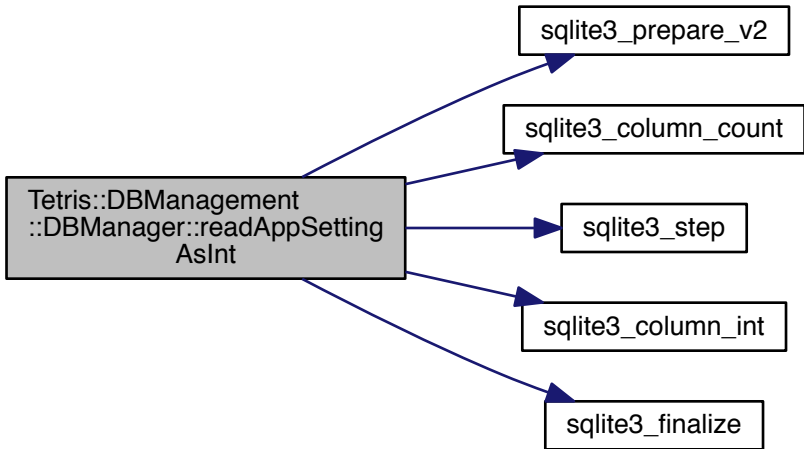 sqlite3_prepare_v2
sqlite3_column_count
Tetris::DBManagement
::DBManager::readAppSetting
AsInt
sqlite3_step
sqlite3_column_int
sqlite3_finalize